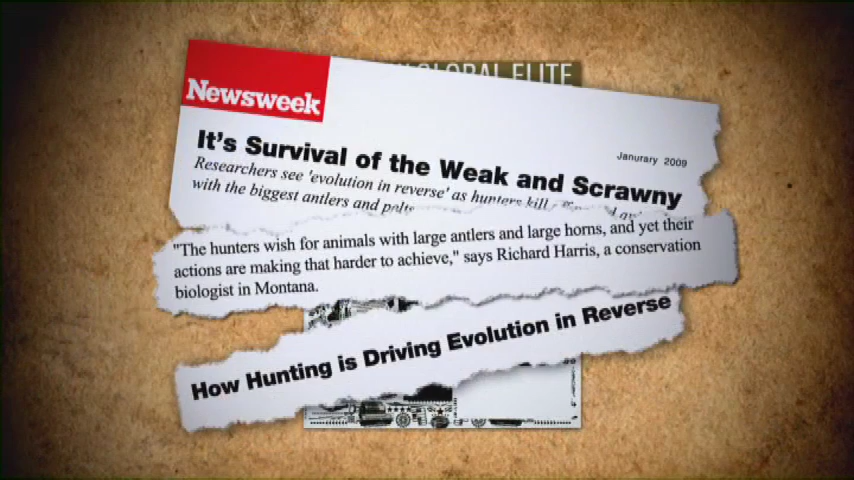 GLOBAL ELITE
Newsweek
Janurary 2009
It's Survival of the Weak and Scrawny
Researchers see 'evolution in reverse' as hunters kill
with the biggest antlers and pelts
"The hunters wish for animals with large antlers and large horns, and yet their
actions are making that harder to achieve," says Richard Harris, a conservation
biologist in Montana.
How Hunting is Driving Evolution in Reverse